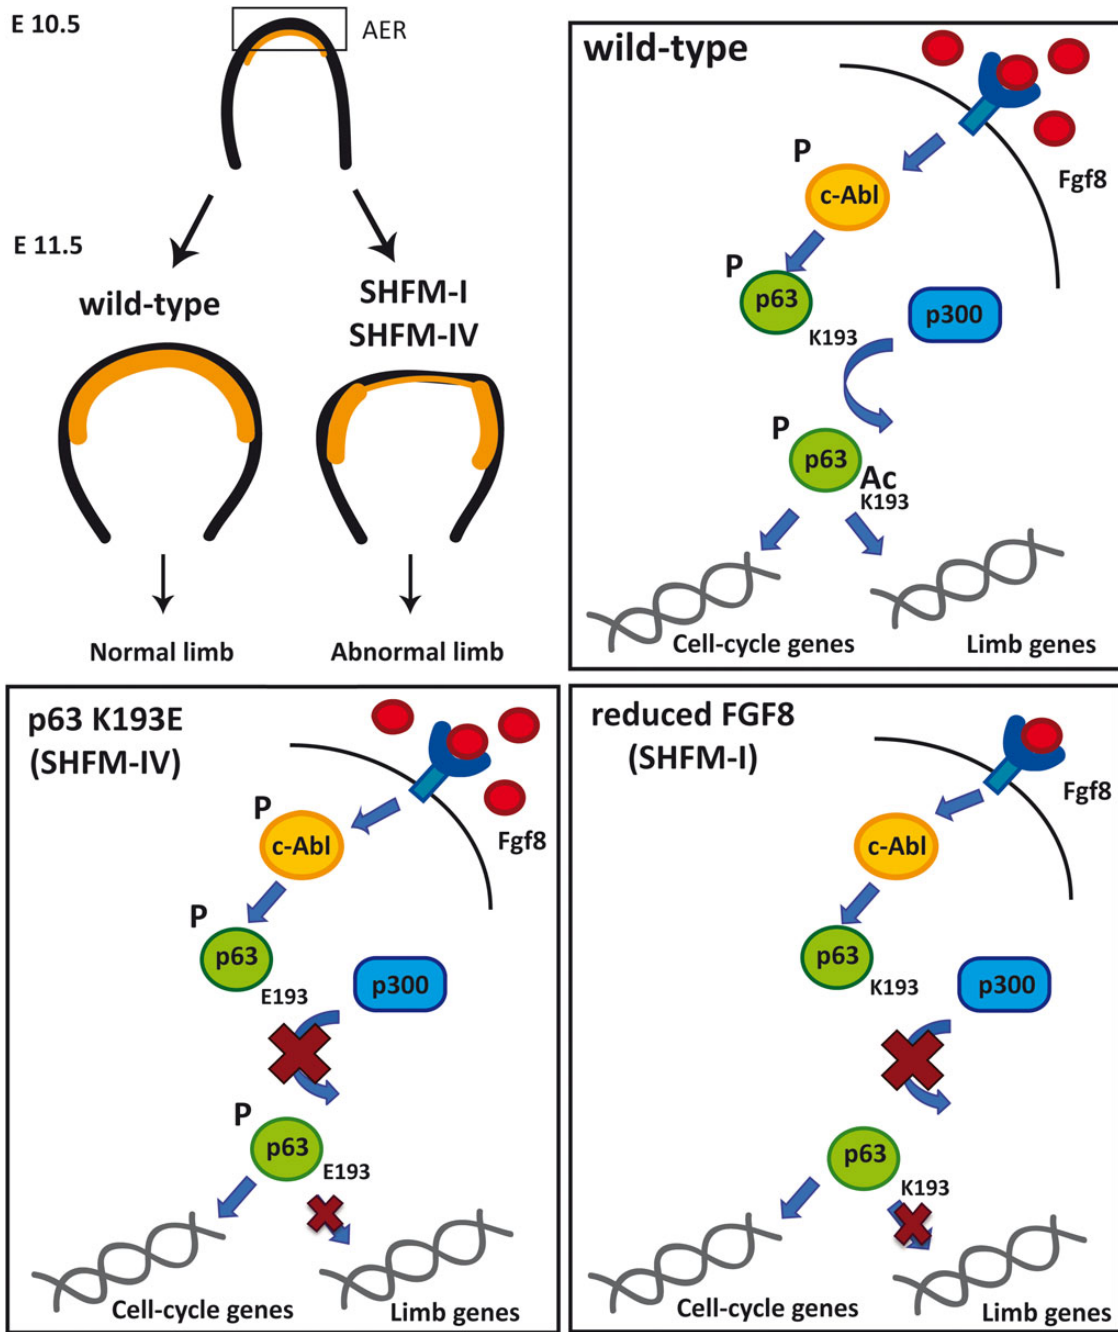 E 10.5
AER
E 11.5
wild-type
SHFM-I
SHFM-IV
Normal limb
Abnormal limb
wild-type
Fgf8
P
c-Abl
P
p63
K193
p300
P
p63
Ac
K193
Cell-cycle genes
Limb genes
p63 K193E
(SHFM-IV)
Fgf8
P
c-Abl
P
p63
E193
p300
P
p63
E193
Cell-cycle genes
Limb genes
reduced FGF8
(SHFM-I)
Fgf8
c-Abl
p63
K193
p300
p63
K193
Cell-cycle genes
Limb genes